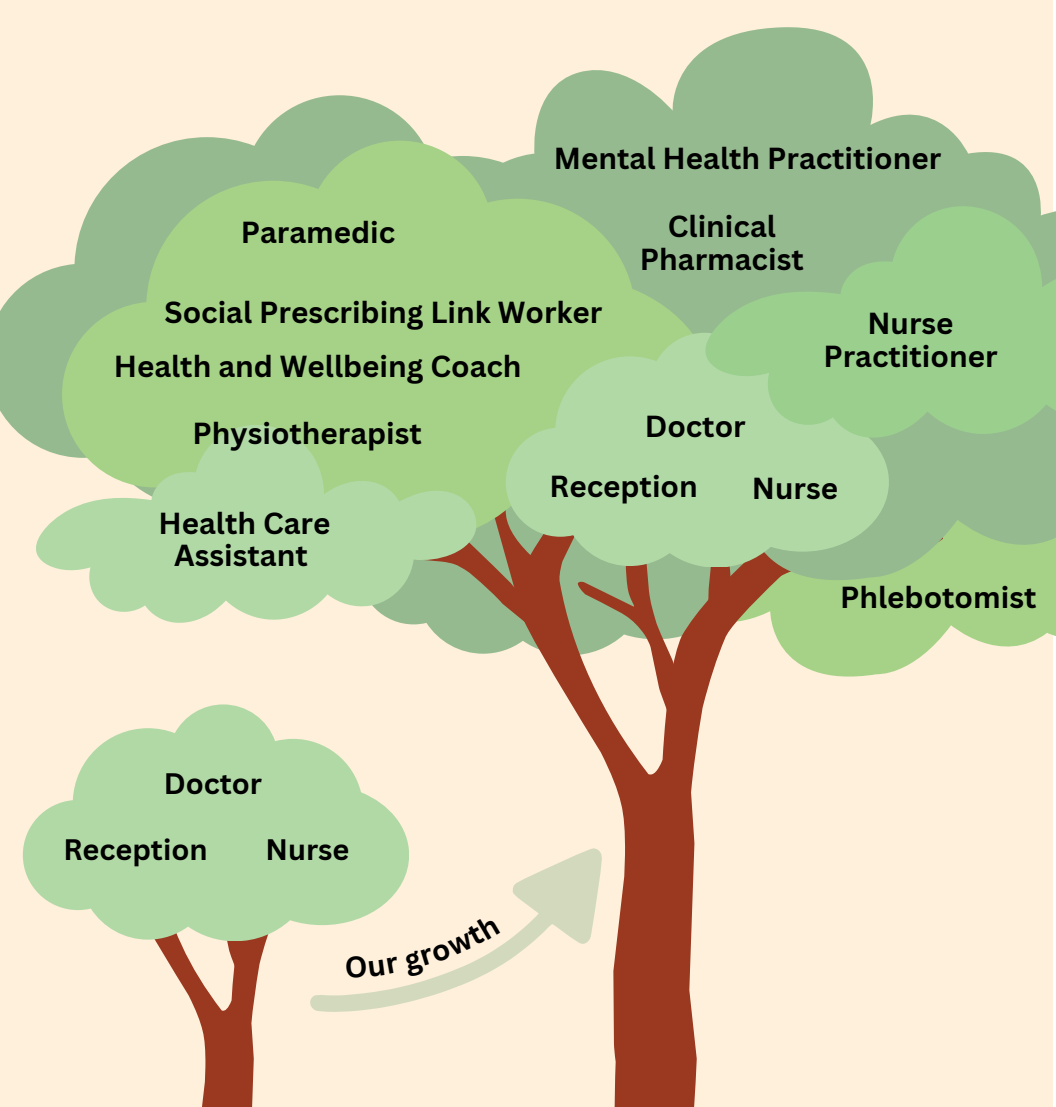 Mental Health Practitioner
Paramedic
Clinical
Pharmacist
Social Prescribing Link Worker
Nurse
Practitioner
Health and Wellbeing Coach
Physiotherapist
Doctor
Reception
Nurse
Health Care
Assistant
Phlebotomist
Doctor
Reception
Nurse
Our growth